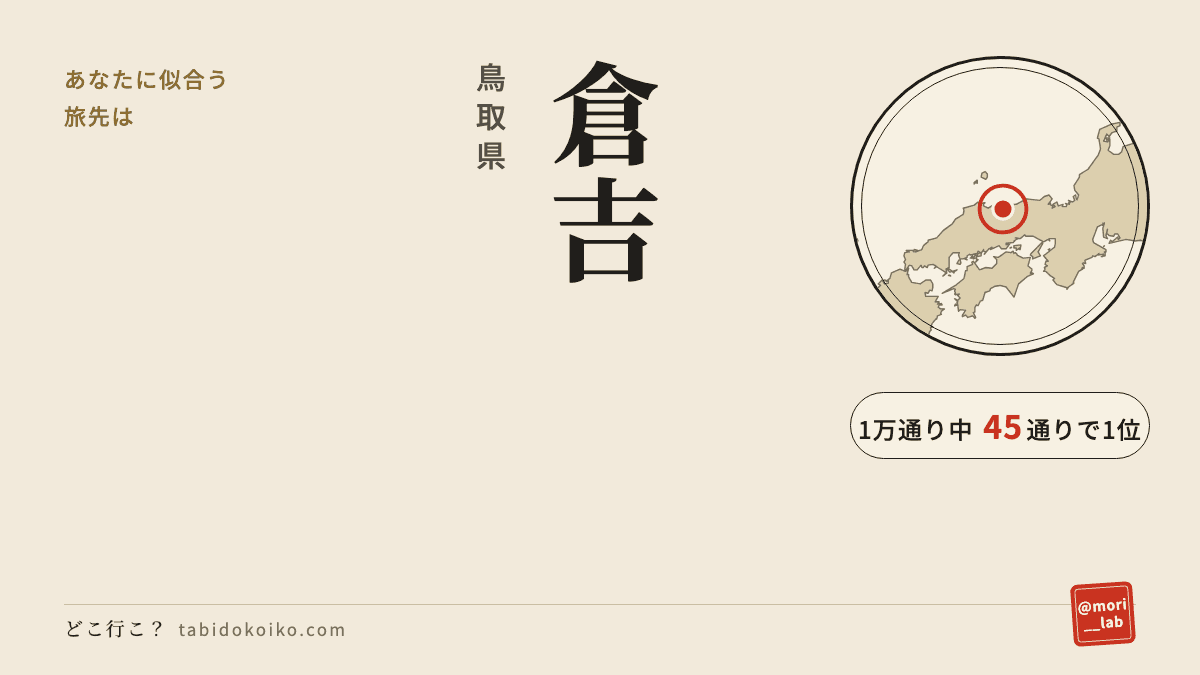 あなたに似合う
旅先は
倉吉
鳥取県
1万通り中 45通りで1位
どこ行こ? tabidokoiko.com
@mori
__lab